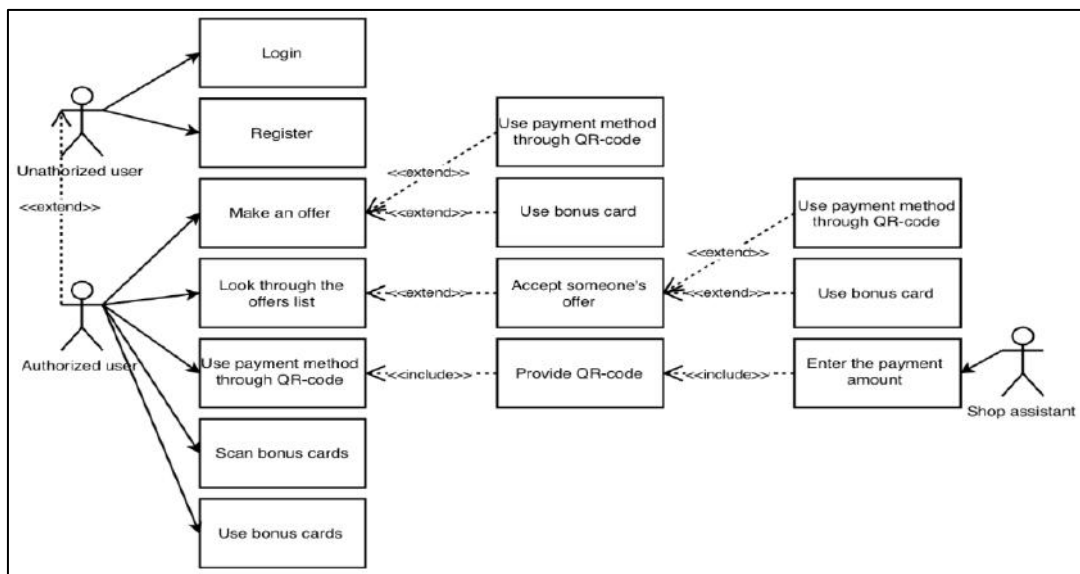 Login
Register
Unathorized user
<<extend>>
Authorized user
Make an offer
Look through the
offers list
Use payment method
through QR-code
Scan bonus cards
Use bonus cards
Use payment method
through QR-code
<<extend>>
<<extend>>
Use bonus card
<<extend>>
Accept someone's
offer
<<include>>
Provide QR-code
Use payment method
through QR-code
<<extend>>
<<extend>>
Use bonus card
<<include>>
Enter the payment
amount
Shop assistant